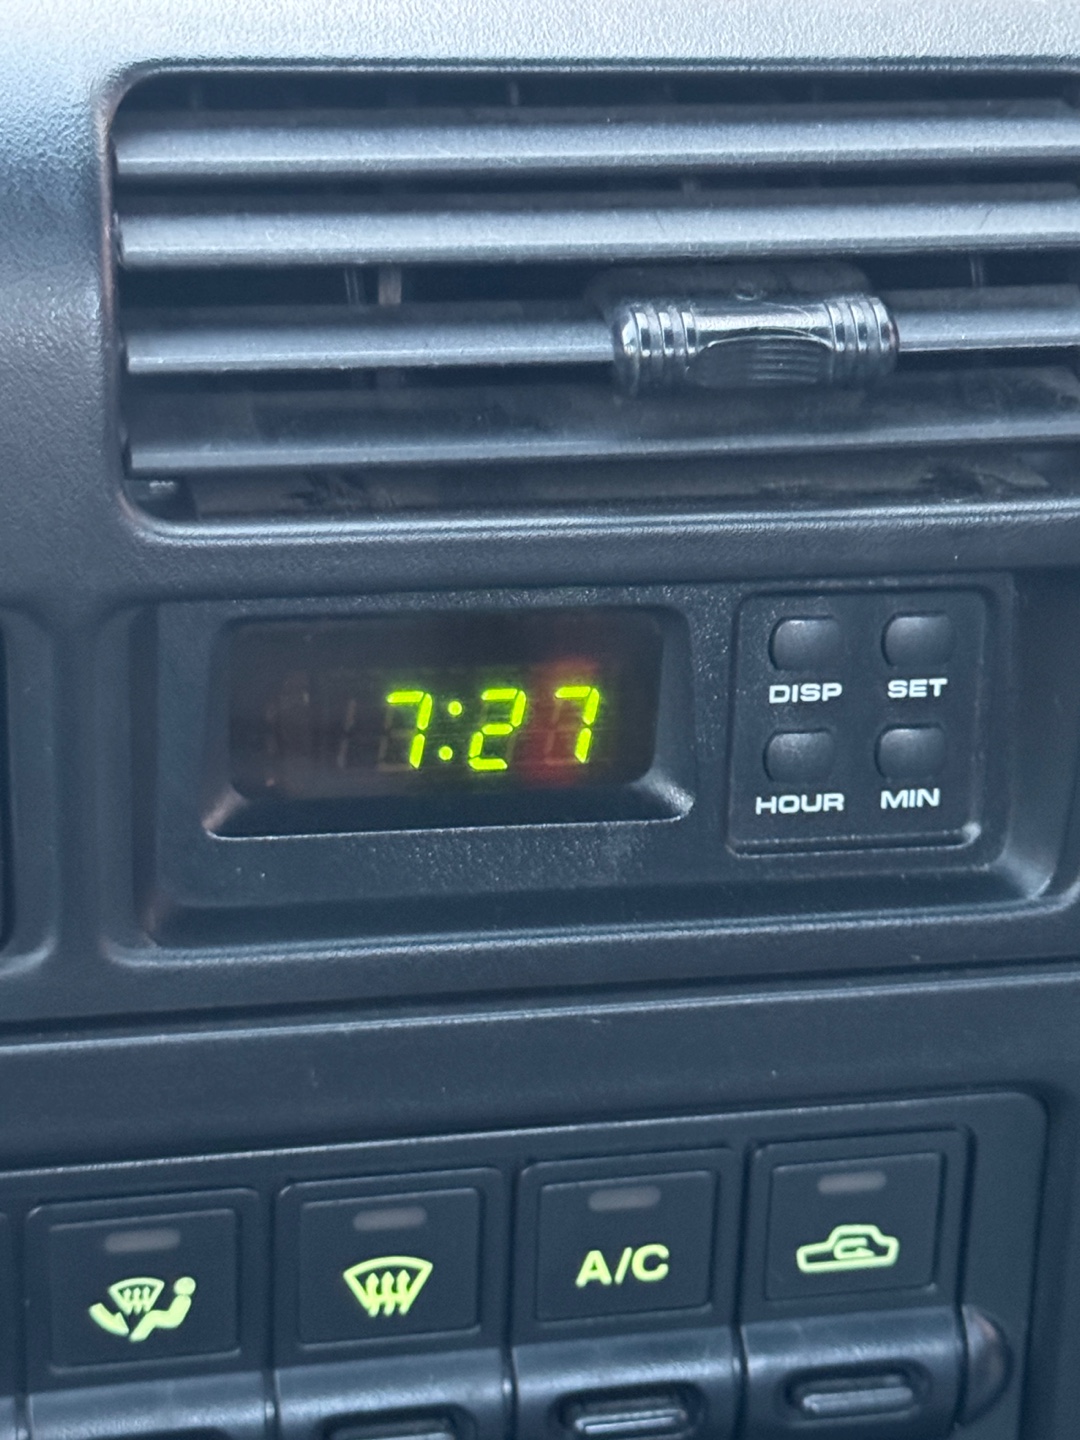 7:27
DISP SET
HOUR MIN
A/C